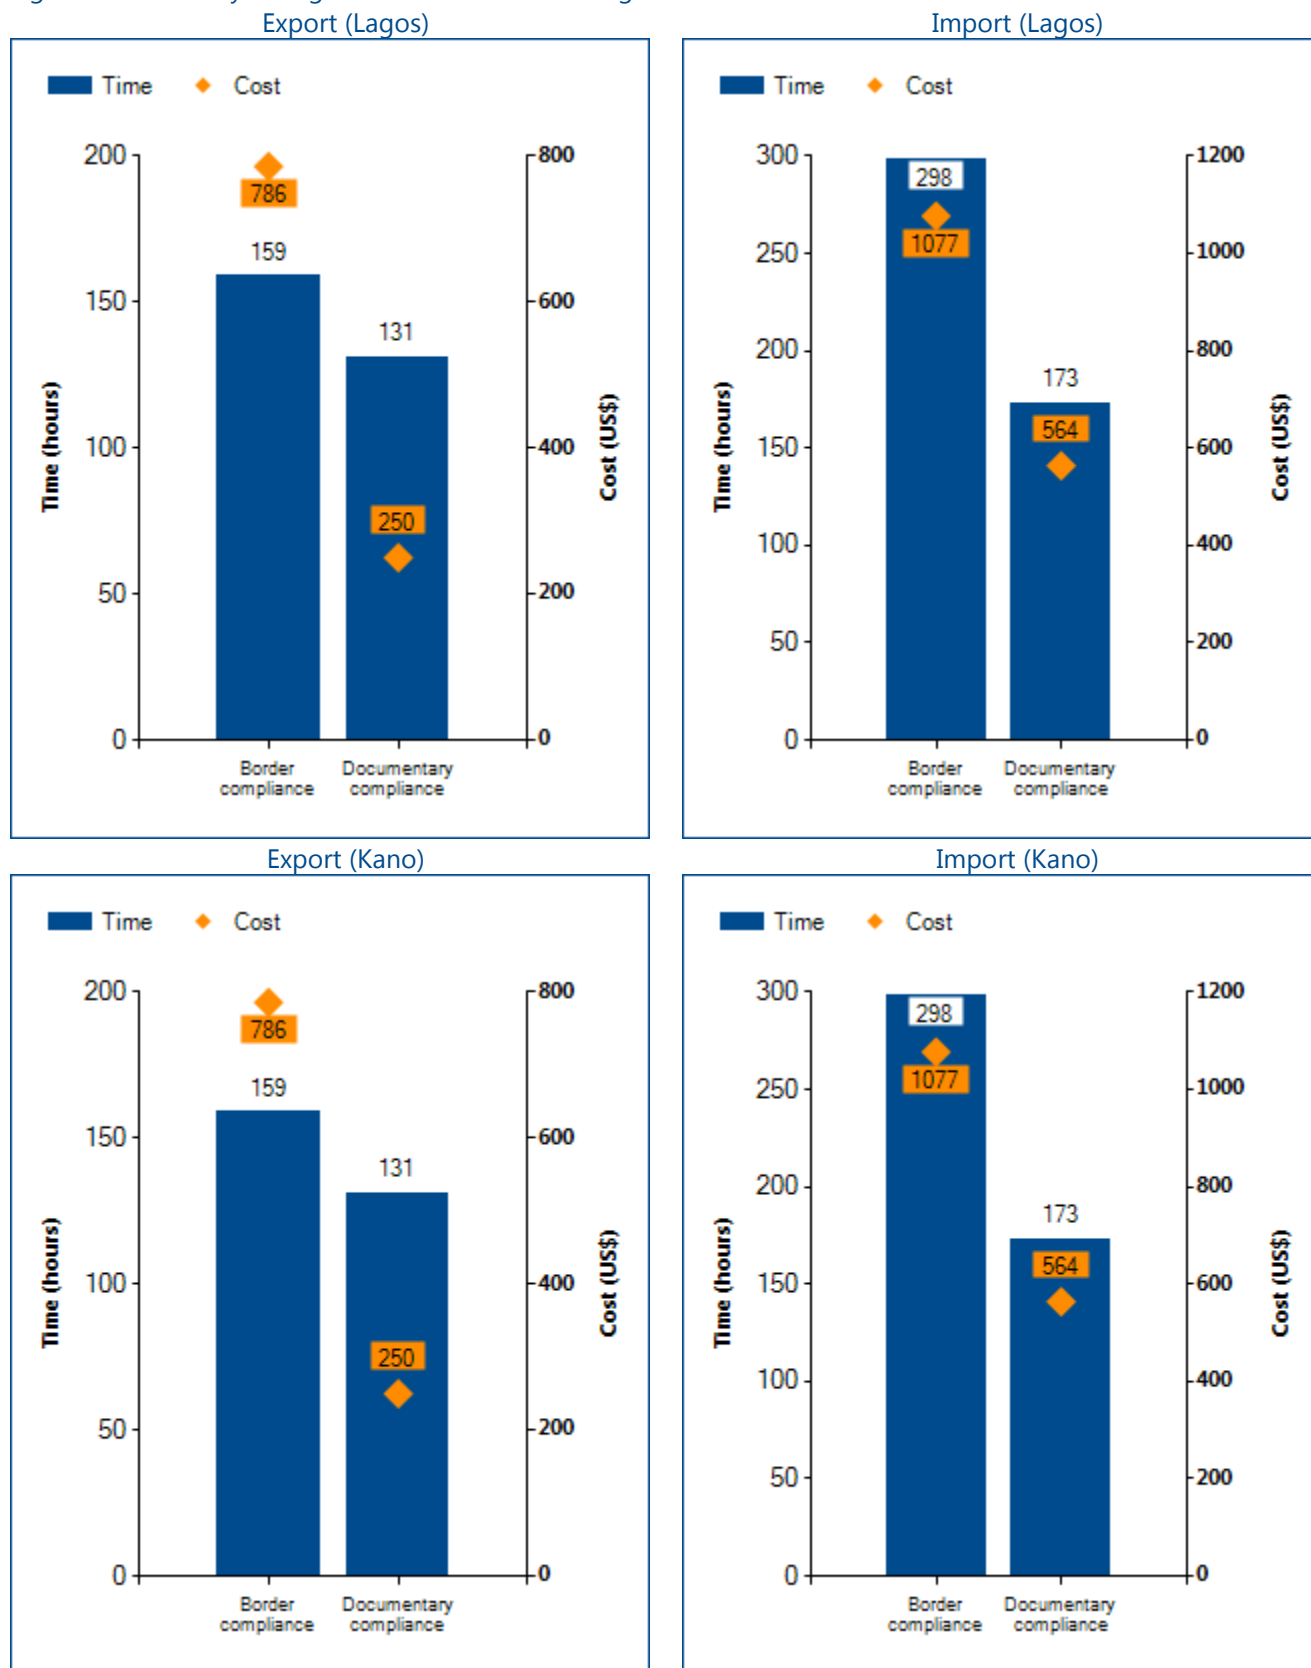 Export (Lagos)
Import (Lagos)
Time Cost
200
150
100
50
0
800
600
400
200
0
Time (hours)
Cost (US$)
786
159
131
250
Border compliance
Documentary compliance
Time Cost
300
250
200
150
100
50
0
1200
1000
800
600
400
200
0
Time (hours)
Cost (US$)
298
1077
173
564
Border compliance
Documentary compliance
Export (Kano)
Import (Kano)
Time Cost
200
150
100
50
0
800
600
400
200
0
Time (hours)
Cost (US$)
786
159
131
250
Border compliance
Documentary compliance
Time Cost
300
250
200
150
100
50
0
1200
1000
800
600
400
200
0
Time (hours)
Cost (US$)
298
1077
173
564
Border compliance
Documentary compliance